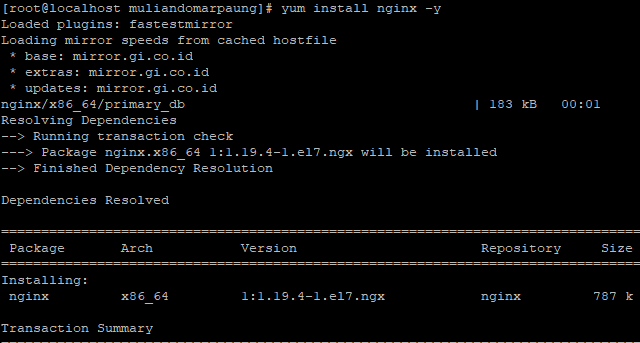 [root@localhost muliandomarpaung]# yum install nginx -y
Loaded plugins: fastestmirror
Loading mirror speeds from cached hostfile
 * base: mirror.gi.co.id
 * extras: mirror.gi.co.id
 * updates: mirror.gi.co.id
nginx/x86_64/primary_db                                    | 183 kB   00:01
Resolving Dependencies
--> Running transaction check
---> Package nginx.x86_64 1:1.19.4-1.el7.ngx will be installed
--> Finished Dependency Resolution

Dependencies Resolved

================================================================================
 Package       Arch           Version                       Repository     Size
================================================================================
Installing:
 nginx         x86_64         1:1.19.4-1.el7.ngx            nginx         787 k

Transaction Summary
================================================================================